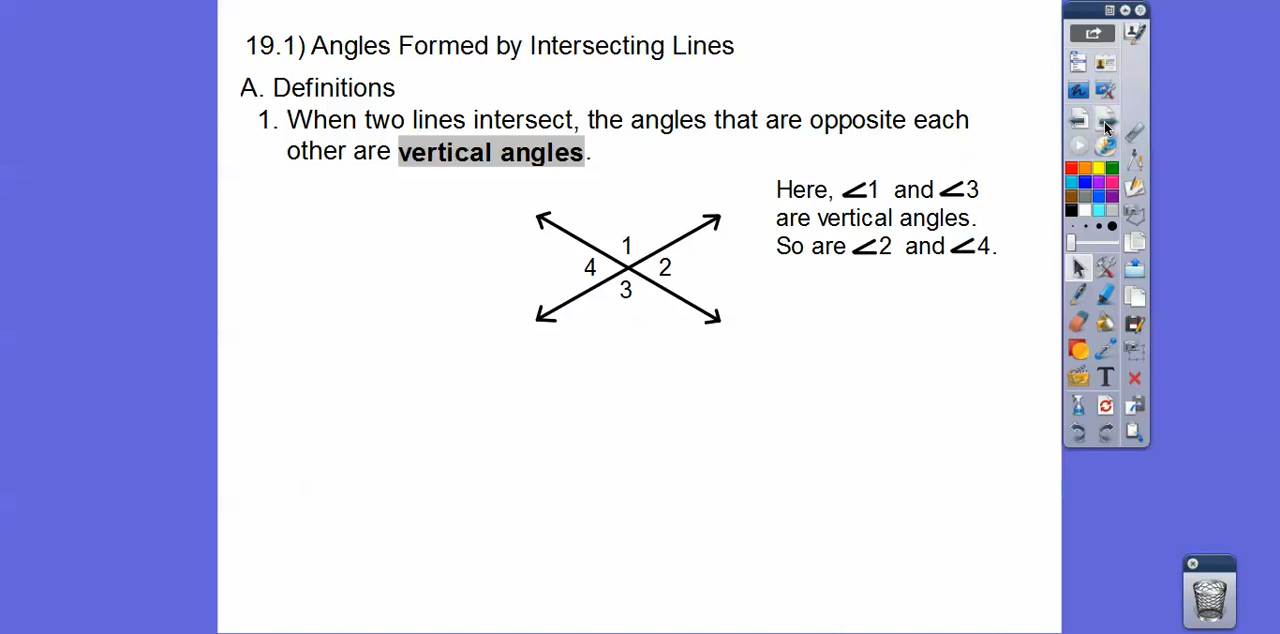 19.1) Angles Formed by Intersecting Lines
A. Definitions
1. When two lines intersect, the angles that are opposite each
other are vertical angles.
Here, ∠1 and ∠3
are vertical angles.
So are ∠2 and ∠4.
1
4 2
3
T